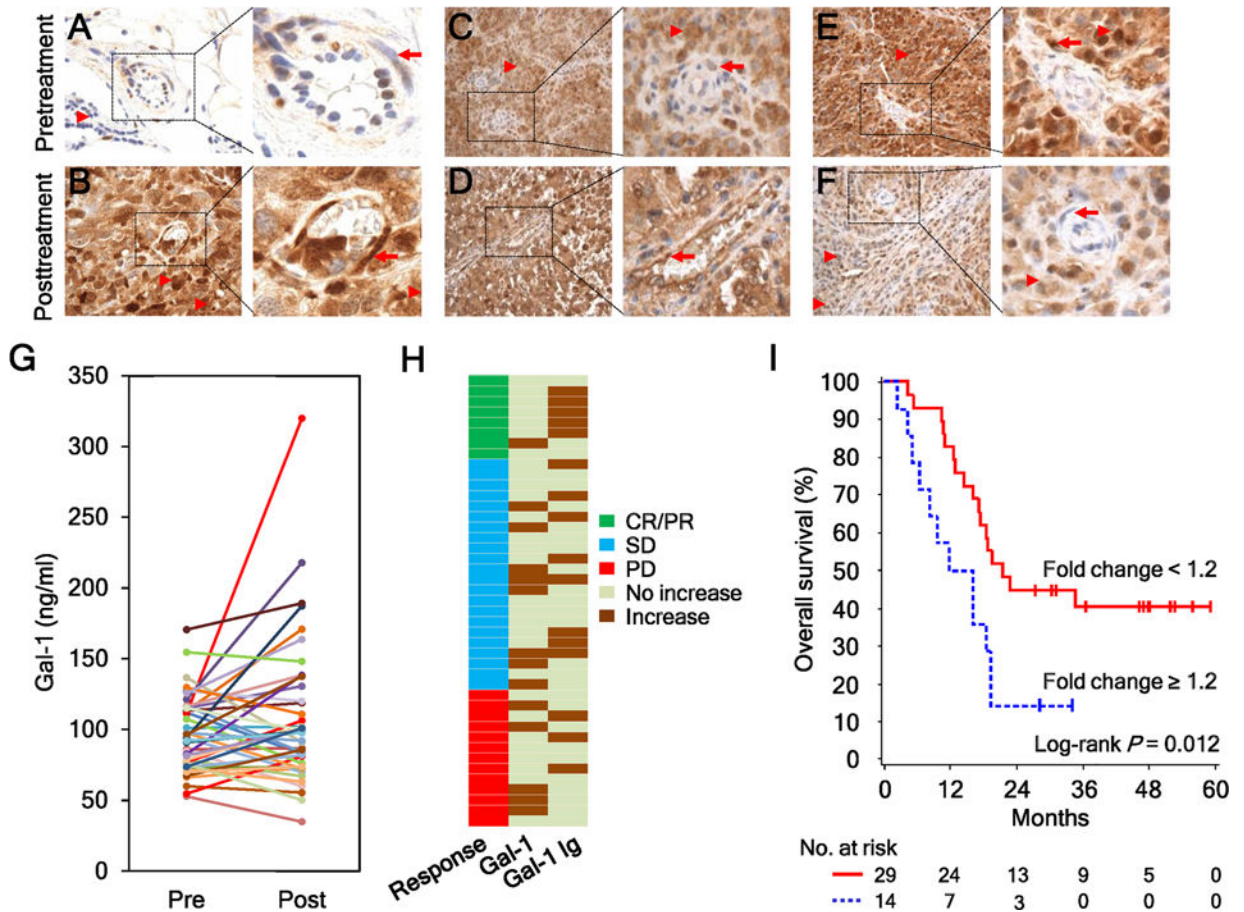 A
C
E
Pretreatment
B
D
F
Posttreatment
G
H
I
Gal-1 (ng/ml)
350
300
250
200
150
100
50
0
Pre
Post
CR/PR
SD
PD
No increase
Increase
Response
Gal-1
Gal-1 Ig
Overall survival (%)
100
90
80
70
60
50
40
30
20
10
0
Fold change < 1.2
Fold change ≥ 1.2
Log-rank P = 0.012
0 12 24 36 48 60
Months
No. at risk
29 24 13 9 5 0
14 7 3 0 0 0